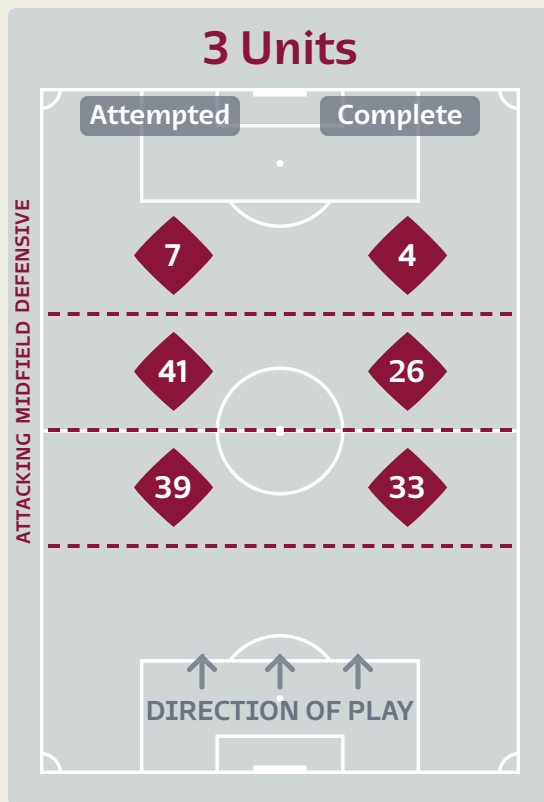 3 Units
Attempted Complete
ATTACKING MIDFIELD DEFENSIVE
7 4
41 26
39 33
DIRECTION OF PLAY